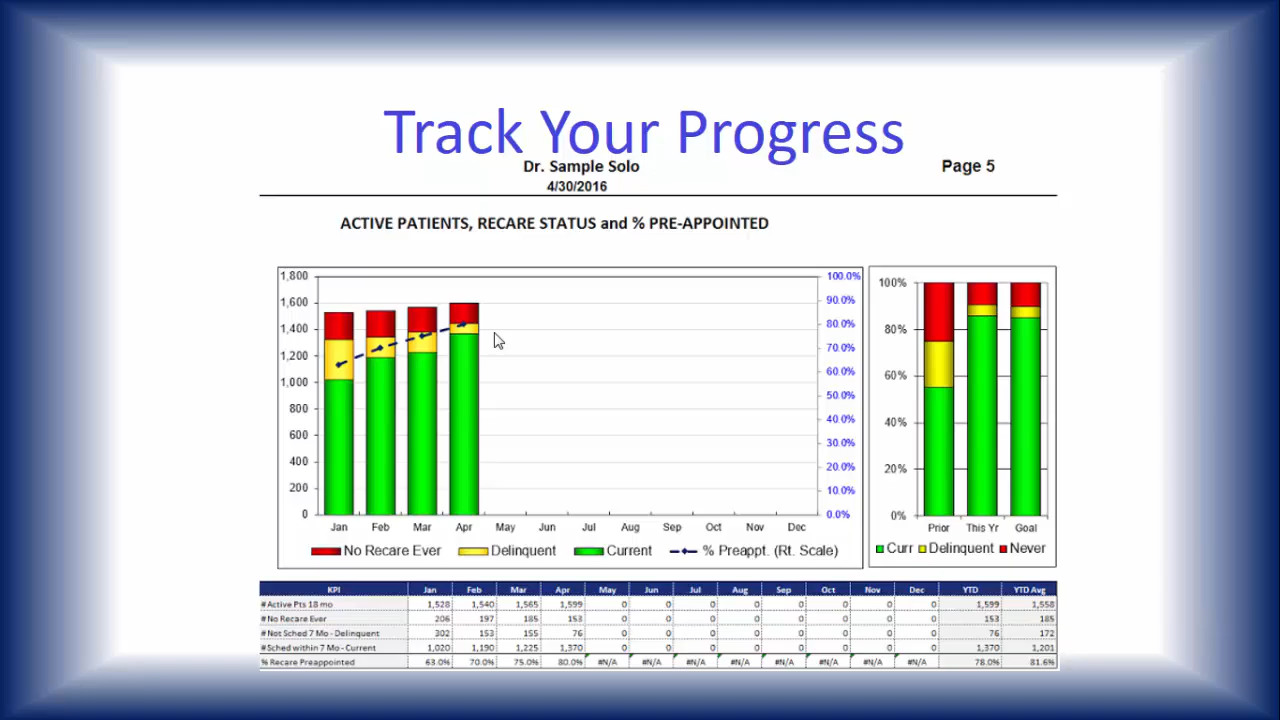 Track Your Progress
Dr. Sample Solo
Page 5
4/30/2016
ACTIVE PATIENTS, RECARE STATUS and % PRE-APPOINTED
1,800
1,600
1,400
1,200
1,000
800
600
400
200
0
100.0%
90.0%
80.0%
70.0%
60.0%
50.0%
40.0%
30.0%
20.0%
10.0%
0.0%
Jan Feb Mar Apr May Jun Jul Aug Sep Oct Nov Dec
No Recare Ever Delinquent Current % Preappt. (Rt. Scale)
100%
80%
60%
40%
20%
0%
Prior This Yr Goal
Curr Delinquent Never
KPI Jan Feb Mar Apr May Jun Jul Aug Sep Oct Nov Dec YTD YTD Avg
# Active Pts 18 mo 1,528 1,540 1,565 1,599 0 0 0 0 0 0 0 0 1,599 1,558
# No Recare Ever 206 197 185 153 0 0 0 0 0 0 0 0 153 185
# Not Sched 7 Mo - Delinquent 302 153 155 76 0 0 0 0 0 0 0 0 76 172
# Sched within 7 Mo - Current 1,020 1,190 1,225 1,370 0 0 0 0 0 0 0 0 1,370 1,201
% Recare Preappointed 63.0% 70.0% 75.0% 80.0% #N/A #N/A #N/A #N/A #N/A #N/A #N/A #N/A 78.0% 81.6%